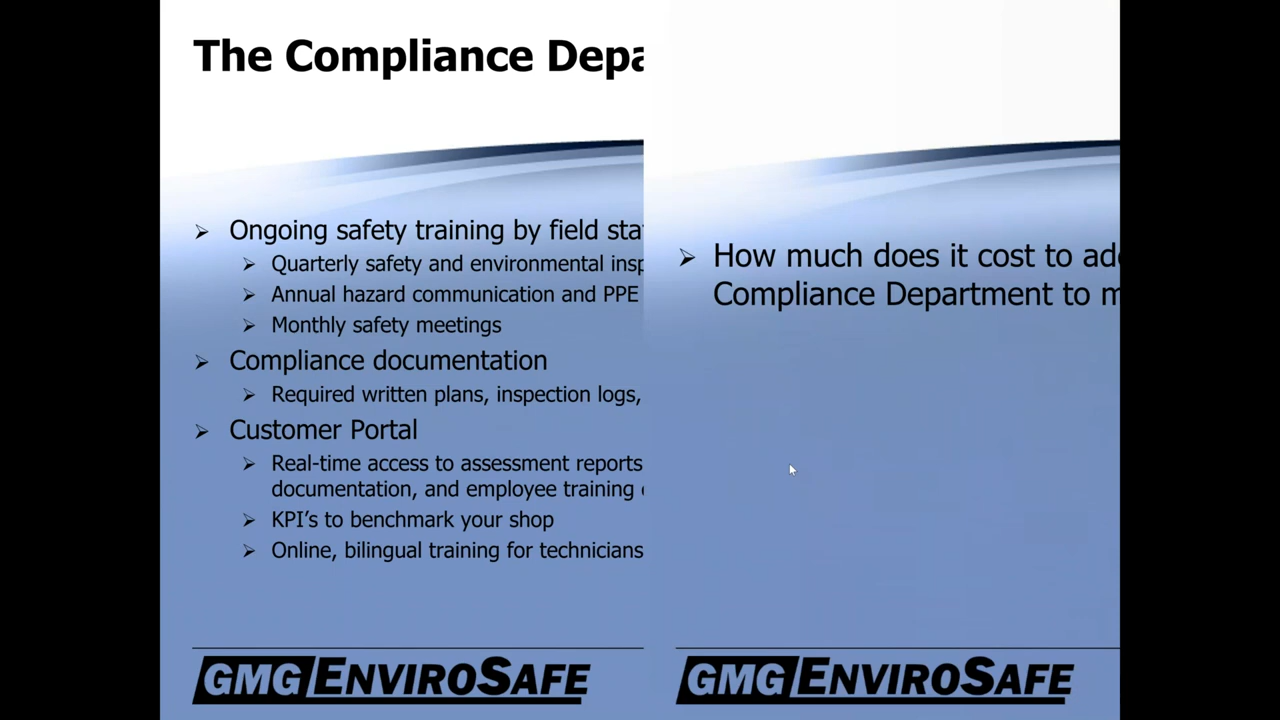 The Compliance Depa
Ongoing safety training by field sta
Quarterly safety and environmental insp
Annual hazard communication and PPE
Monthly safety meetings
Compliance documentation
Required written plans, inspection logs,
Customer Portal
Real-time access to assessment reports
documentation, and employee training
KPI's to benchmark your shop
Online, bilingual training for technicians
GMG ENVIROSAFE
How much does it cost to ad
Compliance Department to m
GMG ENVIROSAFE